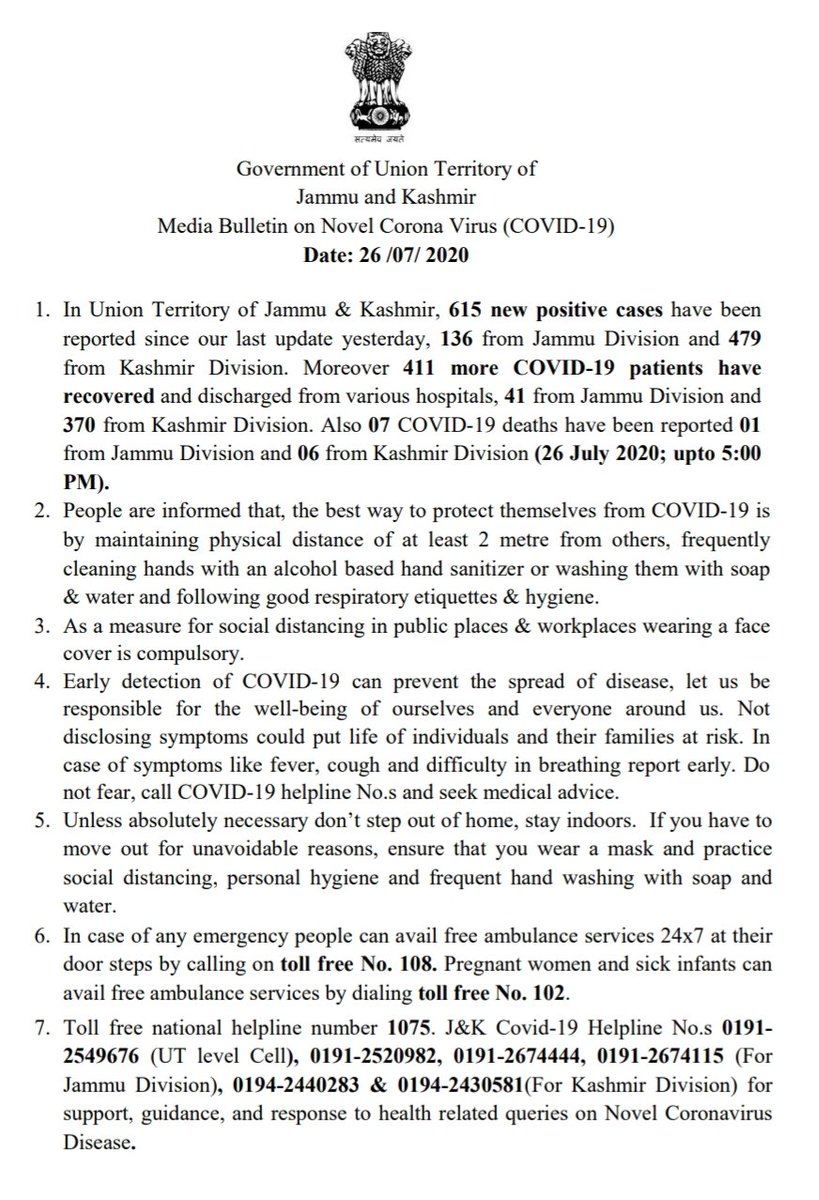 सत्यमेव जयते
Government of Union Territory of
Jammu and Kashmir
Media Bulletin on Novel Corona Virus (COVID-19)
Date: 26 /07/ 2020
1. In Union Territory of Jammu & Kashmir, 615 new positive cases have been
reported since our last update yesterday, 136 from Jammu Division and 479
from Kashmir Division. Moreover 411 more COVID-19 patients have
recovered and discharged from various hospitals, 41 from Jammu Division and
370 from Kashmir Division. Also 07 COVID-19 deaths have been reported 01
from Jammu Division and 06 from Kashmir Division (26 July 2020; upto 5:00
PM).
2. People are informed that, the best way to protect themselves from COVID-19 is
by maintaining physical distance of at least 2 metre from others, frequently
cleaning hands with an alcohol based hand sanitizer or washing them with soap
& water and following good respiratory etiquettes & hygiene.
3. As a measure for social distancing in public places & workplaces wearing a face
cover is compulsory.
4. Early detection of COVID-19 can prevent the spread of disease, let us be
responsible for the well-being of ourselves and everyone around us. Not
disclosing symptoms could put life of individuals and their families at risk. In
case of symptoms like fever, cough and difficulty in breathing report early. Do
not fear, call COVID-19 helpline No.s and seek medical advice.
5. Unless absolutely necessary don’t step out of home, stay indoors. If you have to
move out for unavoidable reasons, ensure that you wear a mask and practice
social distancing, personal hygiene and frequent hand washing with soap and
water.
6. In case of any emergency people can avail free ambulance services 24x7 at their
door steps by calling on toll free No. 108. Pregnant women and sick infants can
avail free ambulance services by dialing toll free No. 102.
7. Toll free national helpline number 1075. J&K Covid-19 Helpline No.s 0191-
2549676 (UT level Cell), 0191-2520982, 0191-2674444, 0191-2674115 (For
Jammu Division), 0194-2440283 & 0194-2430581(For Kashmir Division) for
support, guidance, and response to health related queries on Novel Coronavirus
Disease.